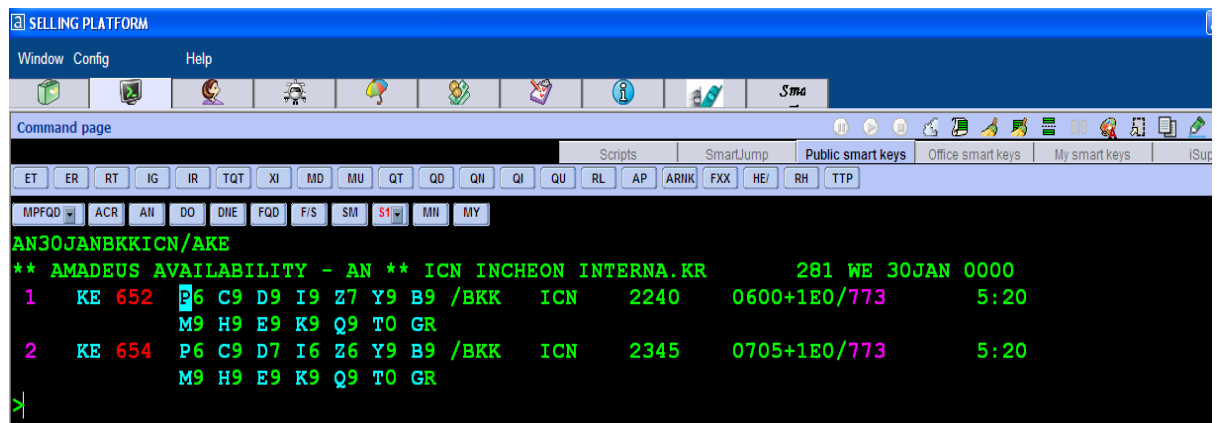 a SELLING PLATFORM
Window Config Help
Sma
Command page
Scripts SmartJump Public smart keys Office smart keys My smart keys iSup
ET ER RT IG IR TQT XI MD MU QT QD QN QI QU RL AP ARNK FXX HE/ RH TTP
MPFQD ACR AN DO DNE FQD F/S SM S1 MN MY
AN30JANBKKICN/AKE
** AMADEUS AVAILABILITY - AN ** ICN INCHEON INTERNA.KR 281 WE 30JAN 0000
1 KE 652 P6 C9 D9 I9 Z7 Y9 B9 /BKK ICN 2240 0600+1E0/773 5:20
M9 H9 E9 K9 Q9 T0 GR
2 KE 654 P6 C9 D7 I6 Z6 Y9 B9 /BKK ICN 2345 0705+1E0/773 5:20
M9 H9 E9 K9 Q9 T0 GR
>